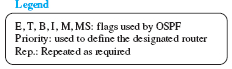 Legend
E, T, B, I, M, MS: flags used by OSPF
Priority: used to define the designated router
Rep.: Repeated as required